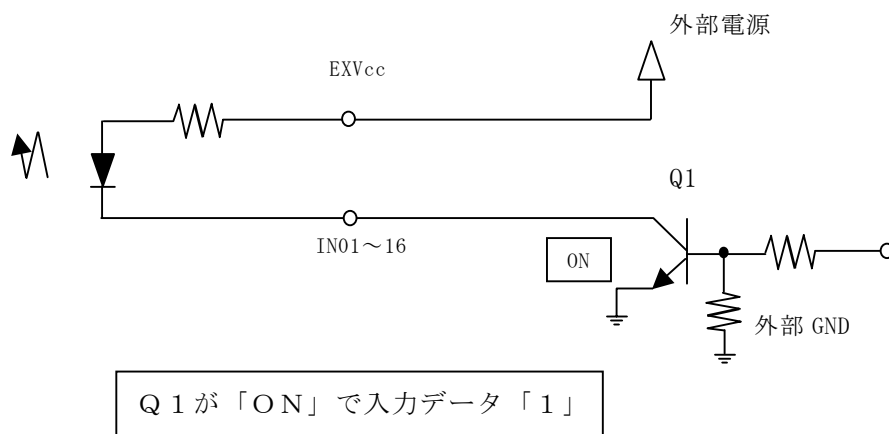 外部電源
EXVcc
Q1
IN01～16
ON
外部 GND
Ｑ１が「ＯＮ」で入力データ「１」